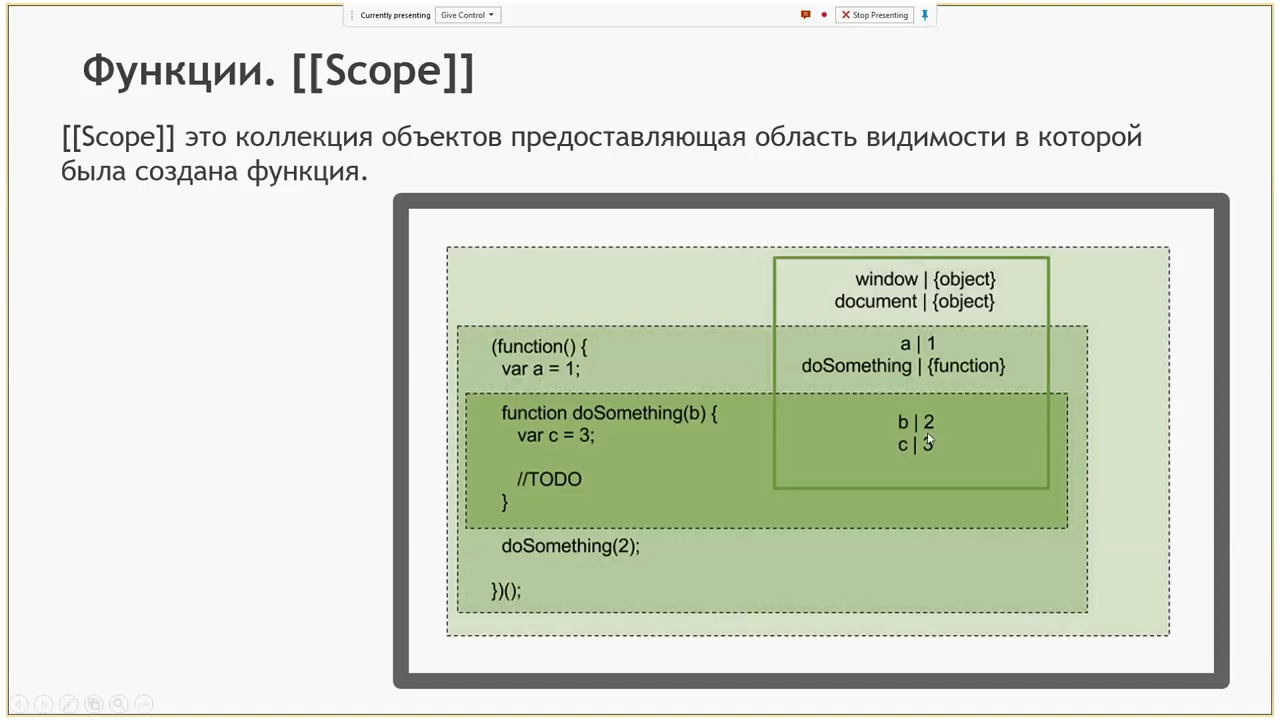 Currently presenting Give Control Stop Presenting
Функции. [[Scope]]
[[Scope]] это коллекция объектов предоставляющая область видимости в которой
была создана функция.
window | {object}
document | {object}
(function() {
var a = 1;
a | 1
doSomething | {function}
function doSomething(b) {
var c = 3;
//TODO
}
b | 2
c | 3
doSomething(2);
})();